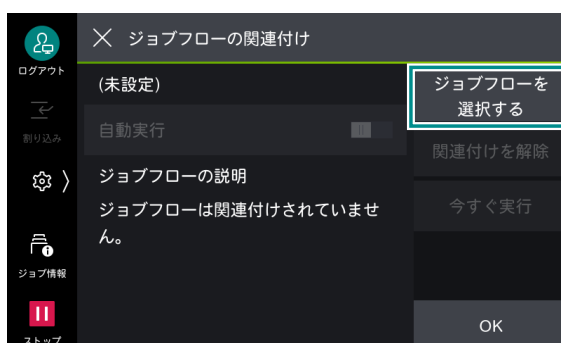 ログアウト
割り込み
ジョブ情報
ストップ
ジョブフローの関連付け
(未設定)
自動実行
ジョブフローの説明
ジョブフローは関連付けされていませ
ん。
ジョブフローを
選択する
関連付けを解除
今すぐ実行
OK